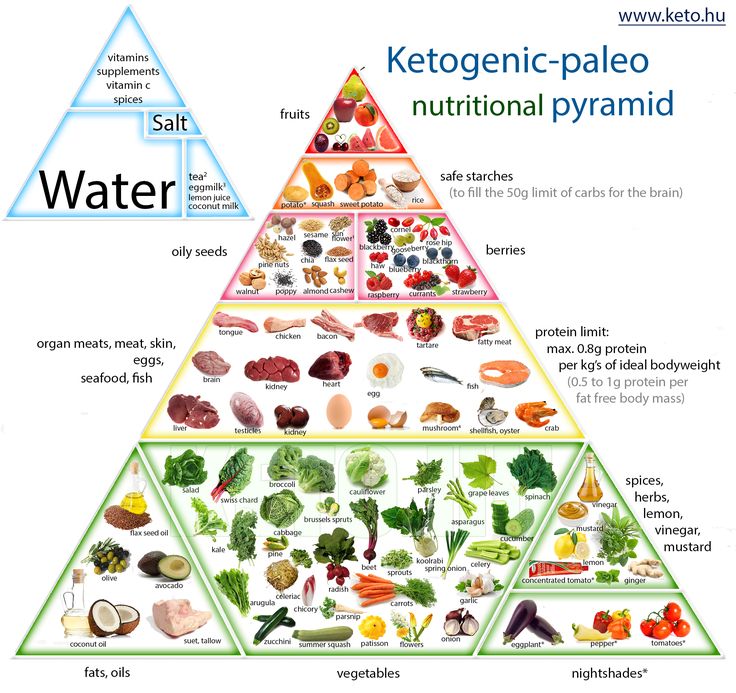 www.keto.hu
Ketogenic-paleo
nutritional pyramid
vitamins
supplements
vitamin c
spices
Salt
Water
tea²
eggmilk³
lemon juice
coconut milk
fruits
safe starches
(to fill the 50g limit of carbs for the brain)
potato*
squash
sweet potato
rice
oily seeds
hazel
sesame
sun
flower¹
pine nuts
chia
flax seed
walnut
poppy
almond
cashew
berries
cornel
blackberry
gooseberry
rose hip
haw
blueberry
blackthorn
raspberry
currants
strawberry
organ meats, meat, skin,
eggs,
seafood, fish
protein limit:
max. 0.8g protein
per kg's of ideal bodyweight
(0.5 to 1g protein per
fat free body mass)
tongue
chicken
bacon
tartare
fatty meat
brain
kidney
heart
egg
fish
liver
testicles
kidney
mushroom*
shellfish, oyster
crab
flax seed oil
olive
avocado
coconut oil
suet, tallow
fats, oils
salad
swiss chard
broccoli
cauliflower
parsley
grape leaves
spinach
kale
cabbage
brussels spruts
asparagus
cucumber
pine
beet
sprouts
koolrabi
spring onion
celery
arugula
celeriac
chicory
radish
parsnip
carrots
garlic
zucchini
summer squash
patisson
flowers
onion
vegetables
spices,
herbs,
lemon,
vinegar,
mustard
vinegar
mustard
lemon
concentrated tomato*
ginger
eggplant*
pepper*
tomatoes*
nightshades*